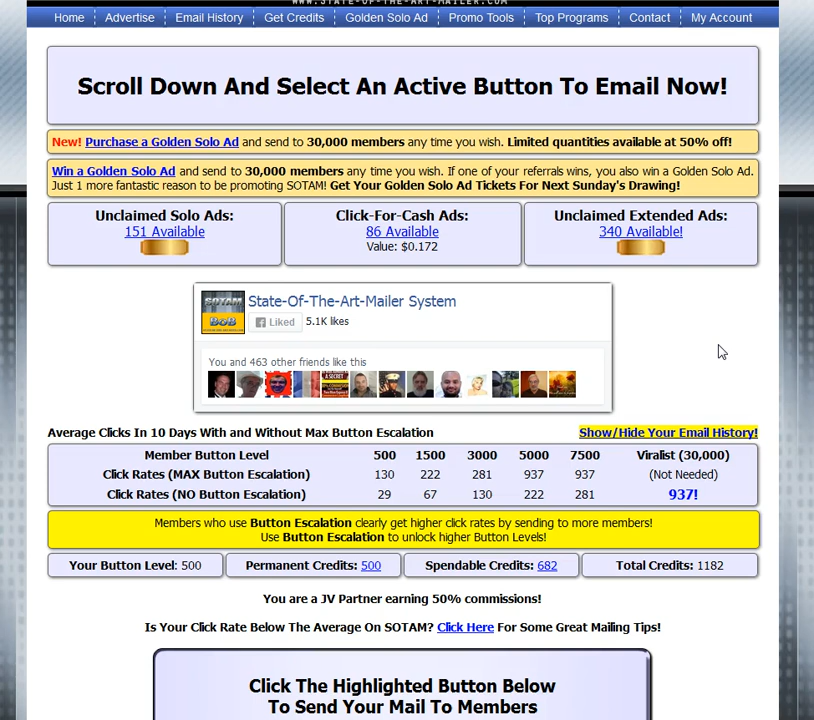 WWW.STATE-OF-THE-ART-MAILER.COM
Home Advertise Email History Get Credits Golden Solo Ad Promo Tools Top Programs Contact My Account
Scroll Down And Select An Active Button To Email Now!
New! Purchase a Golden Solo Ad and send to 30,000 members any time you wish. Limited quantities available at 50% off!
Win a Golden Solo Ad and send to 30,000 members any time you wish. If one of your referrals wins, you also win a Golden Solo Ad.
Just 1 more fantastic reason to be promoting SOTAM! Get Your Golden Solo Ad Tickets For Next Sunday's Drawing!
Unclaimed Solo Ads: Click-For-Cash Ads: Unclaimed Extended Ads:
151 Available 86 Available 340 Available!
Value: $0.172
SOTAM State-Of-The-Art-Mailer System
BoB Liked 5.1K likes
You and 463 other friends like this
Average Clicks In 10 Days With and Without Max Button Escalation Show/Hide Your Email History!
Member Button Level 500 1500 3000 5000 7500 Viralist (30,000)
Click Rates (MAX Button Escalation) 130 222 281 937 937 (Not Needed)
Click Rates (NO Button Escalation) 29 67 130 222 281 937!
Members who use Button Escalation clearly get higher click rates by sending to more members!
Use Button Escalation to unlock higher Button Levels!
Your Button Level: 500 Permanent Credits: 500 Spendable Credits: 682 Total Credits: 1182
You are a JV Partner earning 50% commissions!
Is Your Click Rate Below The Average On SOTAM? Click Here For Some Great Mailing Tips!
Click The Highlighted Button Below
To Send Your Mail To Members